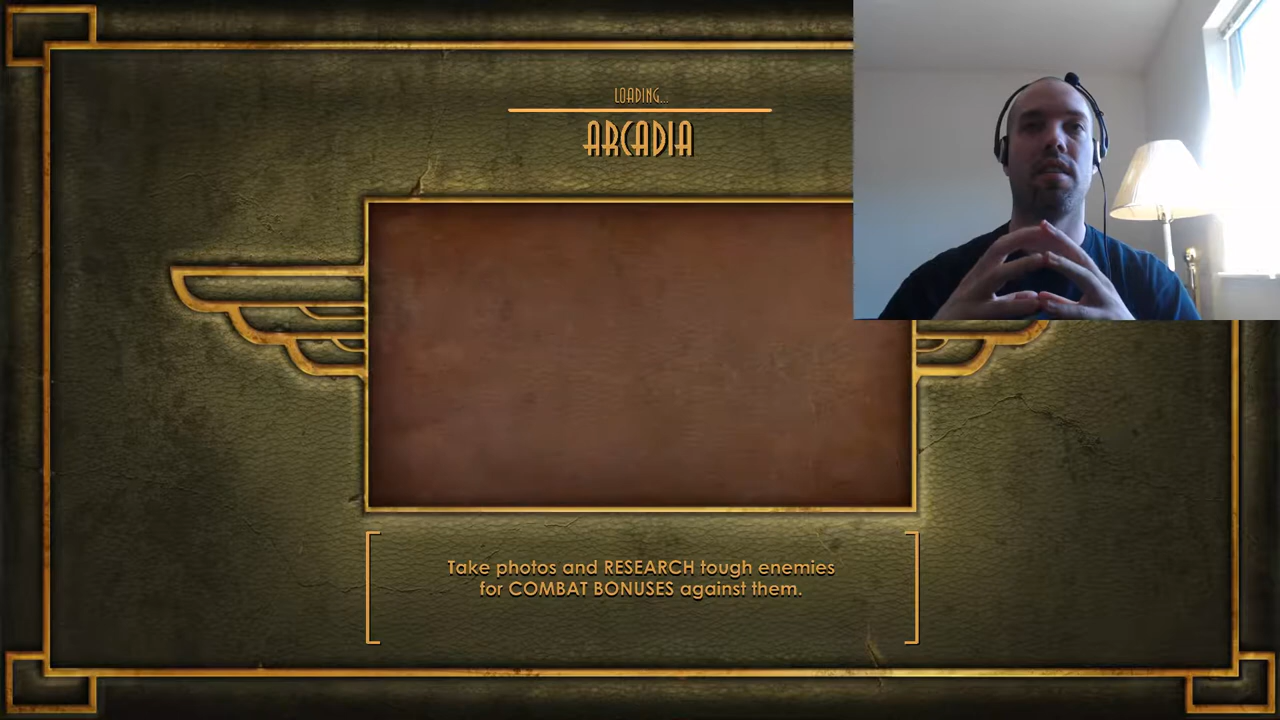 LOADING...
ARCADIA
Take photos and RESEARCH tough enemies
for COMBAT BONUSES against them.